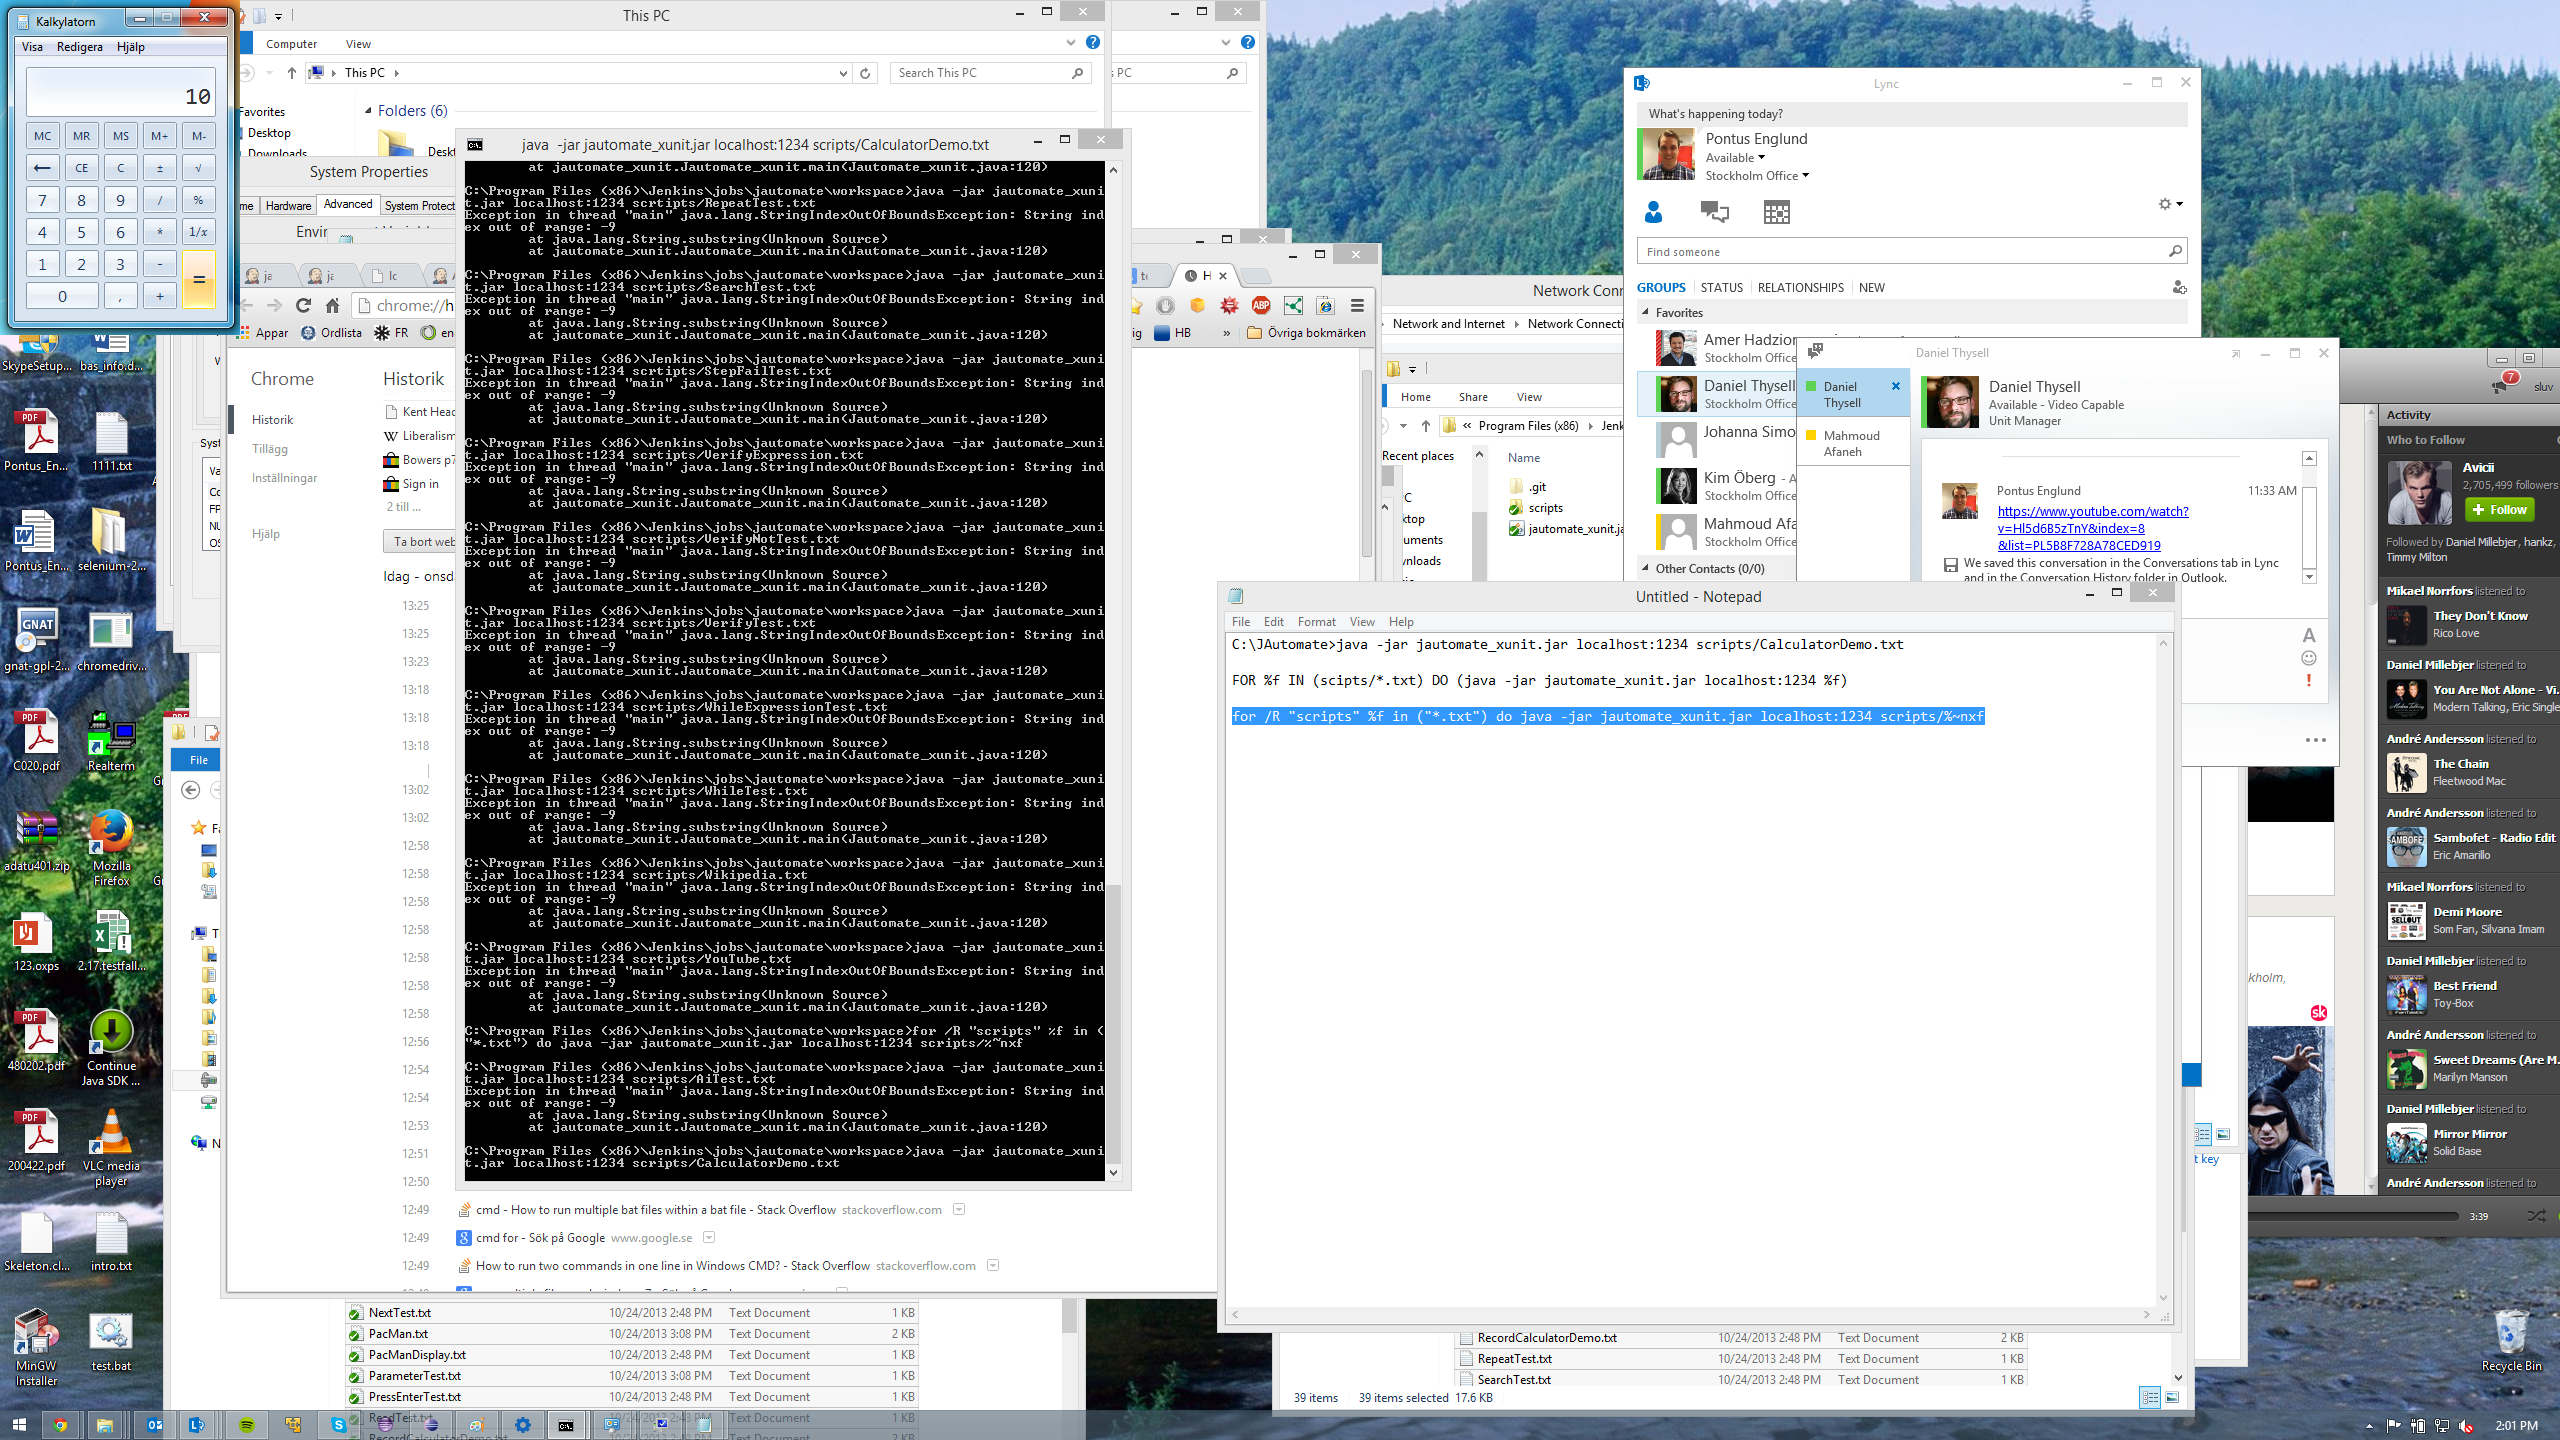 Kalkylatorn
Visa Redigera Hjälp
10
MC MR MS M+ M-
← CE C ± √
7 8 9 / %
4 5 6 * 1/x
1 2 3 - =
0 , +
This PC
Computer View
This PC
Search This PC
PC
Favorites
Desktop
Downloads
Folders (6)
System Properties
Hardware Advanced
java -jar jautomate_xunit.jar localhost:1234 scripts/CalculatorDemo.txt
at jautomate_xunit.Jautomate_xunit.main(Jautomate_xunit.java:120)
C:\Program Files (x86)\Jenkins\jobs\jautomate\workspace>java -jar jautomate_xuni
t.jar localhost:1234 scrtipts/RepeatTest.txt
Exception in thread "main" java.lang.StringIndexOutOfBoundsException: String ind
ex out of range: -9
at java.lang.String.substring(Unknown Source)
at jautomate_xunit.Jautomate_xunit.main(Jautomate_xunit.java:120)
C:\Program Files (x86)\Jenkins\jobs\jautomate\workspace>java -jar jautomate_xuni
t.jar localhost:1234 scrtipts/SearchTest.txt
Exception in thread "main" java.lang.StringIndexOutOfBoundsException: String ind
ex out of range: -9
at java.lang.String.substring(Unknown Source)
at jautomate_xunit.Jautomate_xunit.main(Jautomate_xunit.java:120)
C:\Program Files (x86)\Jenkins\jobs\jautomate\workspace>java -jar jautomate_xuni
t.jar localhost:1234 scrtipts/StepFailTest.txt
Exception in thread "main" java.lang.StringIndexOutOfBoundsException: String ind
ex out of range: -9
at java.lang.String.substring(Unknown Source)
at jautomate_xunit.Jautomate_xunit.main(Jautomate_xunit.java:120)
C:\Program Files (x86)\Jenkins\jobs\jautomate\workspace>java -jar jautomate_xuni
t.jar localhost:1234 scrtipts/VerifyExpression.txt
Exception in thread "main" java.lang.StringIndexOutOfBoundsException: String ind
ex out of range: -9
at java.lang.String.substring(Unknown Source)
at jautomate_xunit.Jautomate_xunit.main(Jautomate_xunit.java:120)
C:\Program Files (x86)\Jenkins\jobs\jautomate\workspace>java -jar jautomate_xuni
t.jar localhost:1234 scrtipts/VerifyNotTest.txt
Exception in thread "main" java.lang.StringIndexOutOfBoundsException: String ind
ex out of range: -9
at java.lang.String.substring(Unknown Source)
at jautomate_xunit.Jautomate_xunit.main(Jautomate_xunit.java:120)
C:\Program Files (x86)\Jenkins\jobs\jautomate\workspace>java -jar jautomate_xuni
t.jar localhost:1234 scrtipts/VerifyTest.txt
Exception in thread "main" java.lang.StringIndexOutOfBoundsException: String ind
ex out of range: -9
at java.lang.String.substring(Unknown Source)
at jautomate_xunit.Jautomate_xunit.main(Jautomate_xunit.java:120)
C:\Program Files (x86)\Jenkins\jobs\jautomate\workspace>java -jar jautomate_xuni
t.jar localhost:1234 scrtipts/WhileExpressionTest.txt
Exception in thread "main" java.lang.StringIndexOutOfBoundsException: String ind
ex out of range: -9
at java.lang.String.substring(Unknown Source)
at jautomate_xunit.Jautomate_xunit.main(Jautomate_xunit.java:120)
C:\Program Files (x86)\Jenkins\jobs\jautomate\workspace>java -jar jautomate_xuni
t.jar localhost:1234 scrtipts/WhileTest.txt
Exception in thread "main" java.lang.StringIndexOutOfBoundsException: String ind
ex out of range: -9
at java.lang.String.substring(Unknown Source)
at jautomate_xunit.Jautomate_xunit.main(Jautomate_xunit.java:120)
C:\Program Files (x86)\Jenkins\jobs\jautomate\workspace>java -jar jautomate_xuni
t.jar localhost:1234 scrtipts/Wikipedia.txt
Exception in thread "main" java.lang.StringIndexOutOfBoundsException: String ind
ex out of range: -9
at java.lang.String.substring(Unknown Source)
at jautomate_xunit.Jautomate_xunit.main(Jautomate_xunit.java:120)
C:\Program Files (x86)\Jenkins\jobs\jautomate\workspace>java -jar jautomate_xuni
t.jar localhost:1234 scrtipts/YouTube.txt
Exception in thread "main" java.lang.StringIndexOutOfBoundsException: String ind
ex out of range: -9
at java.lang.String.substring(Unknown Source)
at jautomate_xunit.Jautomate_xunit.main(Jautomate_xunit.java:120)
C:\Program Files (x86)\Jenkins\jobs\jautomate\workspace>for /R "scripts" %f in (
"*.txt") do java -jar jautomate_xunit.jar localhost:1234 scripts/%~nxf
C:\Program Files (x86)\Jenkins\jobs\jautomate\workspace>java -jar jautomate_xuni
t.jar localhost:1234 scripts/AiTest.txt
Exception in thread "main" java.lang.StringIndexOutOfBoundsException: String ind
ex out of range: -9
at java.lang.String.substring(Unknown Source)
at jautomate_xunit.Jautomate_xunit.main(Jautomate_xunit.java:120)
C:\Program Files (x86)\Jenkins\jobs\jautomate\workspace>java -jar jautomate_xuni
t.jar localhost:1234 scripts/CalculatorDemo.txt
chrome://h
Appar Ordlista FR en
HB » Övriga bokmärken
Chrome
Historik
Tillägg
Inställningar
Hjälp
Historik
Kent Head
Liberalism
Bowers p7
Sign in
2 till ...
Ta bort web
Idag - onsd
13:25
13:25
13:23
13:18
13:18
13:18
13:02
13:02
12:58
12:58
12:58
12:58
12:58
12:58
12:58
12:56
12:54
12:54
12:53
12:51
12:50
12:49 cmd - How to run multiple bat files within a bat file - Stack Overflow stackoverflow.com
12:49 cmd for - Sök på Google www.google.se
12:49 How to run two commands in one line in Windows CMD? - Stack Overflow stackoverflow.com
NextTest.txt 10/24/2013 2:48 PM Text Document 1 KB
PacMan.txt 10/24/2013 3:08 PM Text Document 2 KB
PacManDisplay.txt 10/24/2013 2:48 PM Text Document 1 KB
ParameterTest.txt 10/24/2013 3:08 PM Text Document 1 KB
PressEnterTest.txt 10/24/2013 2:48 PM Text Document 1 KB
Network and Internet Network Connecti
Home Share View
Program Files (x86) Jenk
Recent places
Name
.git
scripts
jautomate_xunit.ja
Lync
What's happening today?
Pontus Englund
Available
Stockholm Office
Find someone
GROUPS STATUS RELATIONSHIPS NEW
Favorites
Amer Hadzion
Stockholm Office
Daniel Thysell
Stockholm Office
Johanna Simo
Kim Öberg - A
Stockholm Office
Mahmoud Afa
Stockholm Office
Other Contacts (0/0)
Daniel Thysell
Daniel
Thysell
Mahmoud
Afaneh
Daniel Thysell
Available - Video Capable
Unit Manager
Pontus Englund 11:33 AM
https://www.youtube.com/watch?
v=Hl5d6B5zTnY&index=8
&list=PL5B8F728A78CED919
We saved this conversation in the Conversations tab in Lync
and in the Conversation History folder in Outlook.
Untitled - Notepad
File Edit Format View Help
C:\JAutomate>java -jar jautomate_xunit.jar localhost:1234 scripts/CalculatorDemo.txt
FOR %f IN (scipts/*.txt) DO (java -jar jautomate_xunit.jar localhost:1234 %f)
for /R "scripts" %f in ("*.txt") do java -jar jautomate_xunit.jar localhost:1234 scripts/%~nxf
RecordCalculatorDemo.txt 10/24/2013 2:48 PM Text Document 2 KB
RepeatTest.txt 10/24/2013 2:48 PM Text Document 1 KB
SearchTest.txt 10/24/2013 2:48 PM Text Document 1 KB
39 items 39 items selected 17.6 KB
7
sluv
Activity
Who to Follow
Avicii
2,705,499 followers
Follow
Followed by Daniel Millebjer, hankz,
Timmy Milton
Mikael Norrfors listened to
They Don't Know
Rico Love
Daniel Millebjer listened to
You Are Not Alone - Vi...
Modern Talking, Eric Single
André Andersson listened to
The Chain
Fleetwood Mac
André Andersson listened to
Sambofet - Radio Edit
Eric Amarillo
Mikael Norrfors listened to
Demi Moore
Som Fan, Silvana Imam
Daniel Millebjer listened to
Best Friend
Toy-Box
André Andersson listened to
Sweet Dreams (Are M...
Marilyn Manson
Daniel Millebjer listened to
Mirror Mirror
Solid Base
André Andersson listened to
3:39
kholm,
t key
SkypeSetup... bas_info.d...
Pontus_En... 1111.txt
Pontus_En... selenium-2...
gnat-gpl-2... chromedriv...
C020.pdf Realterm
adatu401.zip Mozilla
Firefox
123.oxps 2.17.testfall...
480202.pdf Continue
Java SDK ...
200422.pdf VLC media
player
Skeleton.cl... intro.txt
MinGW
Installer
test.bat
File
Recycle Bin
2:01 PM